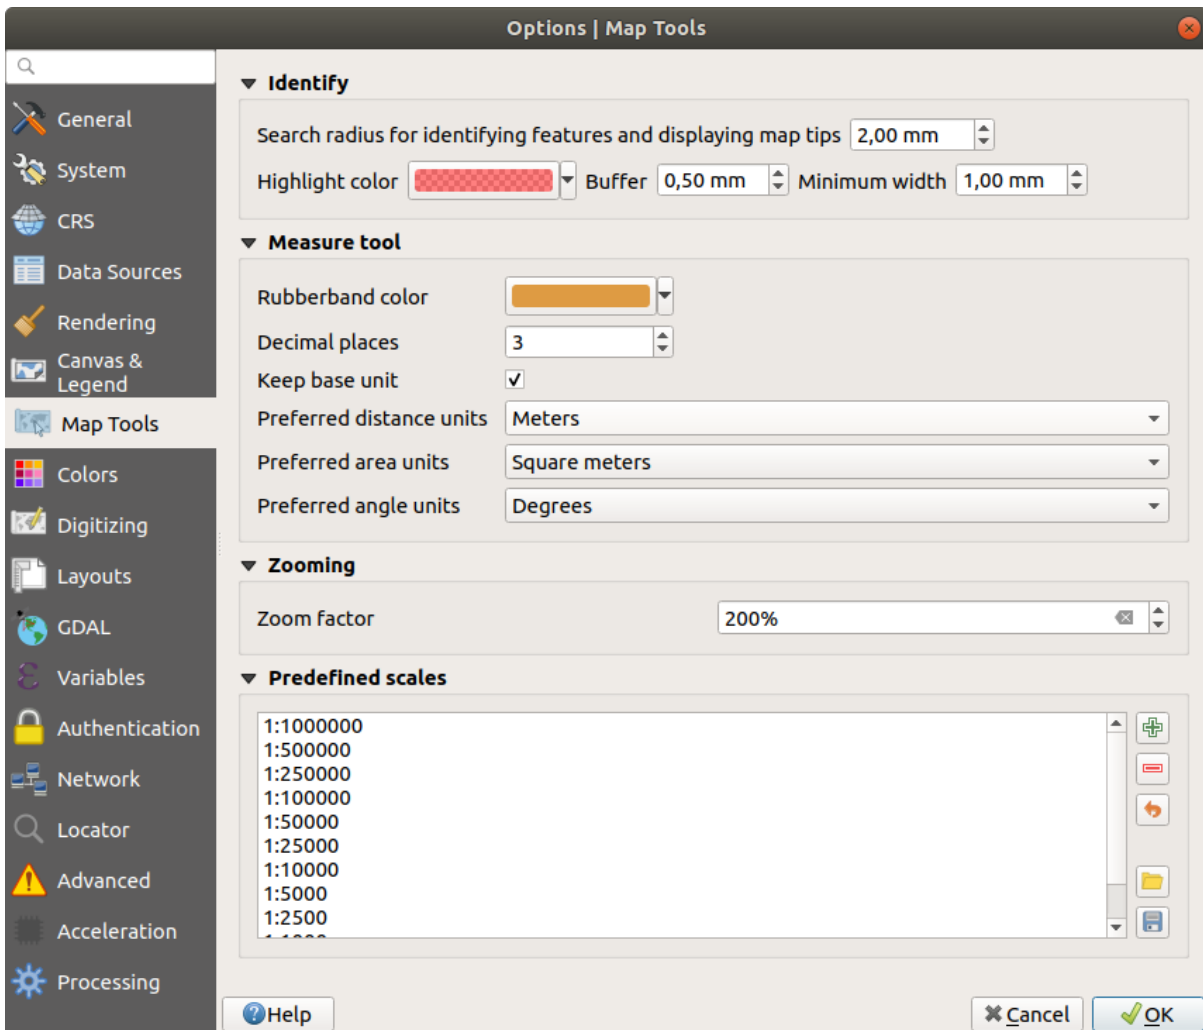 Options | Map Tools
General
System
CRS
Data Sources
Rendering
Canvas &
Legend
Map Tools
Colors
Digitizing
Layouts
GDAL
Variables
Authentication
Network
Locator
Advanced
Acceleration
Processing
Identify
Search radius for identifying features and displaying map tips 2,00 mm
Highlight color Buffer 0,50 mm Minimum width 1,00 mm
Measure tool
Rubberband color
Decimal places 3
Keep base unit
Preferred distance units Meters
Preferred area units Square meters
Preferred angle units Degrees
Zooming
Zoom factor 200%
Predefined scales
1:1000000
1:500000
1:250000
1:100000
1:50000
1:25000
1:10000
1:5000
1:2500
Help Cancel OK